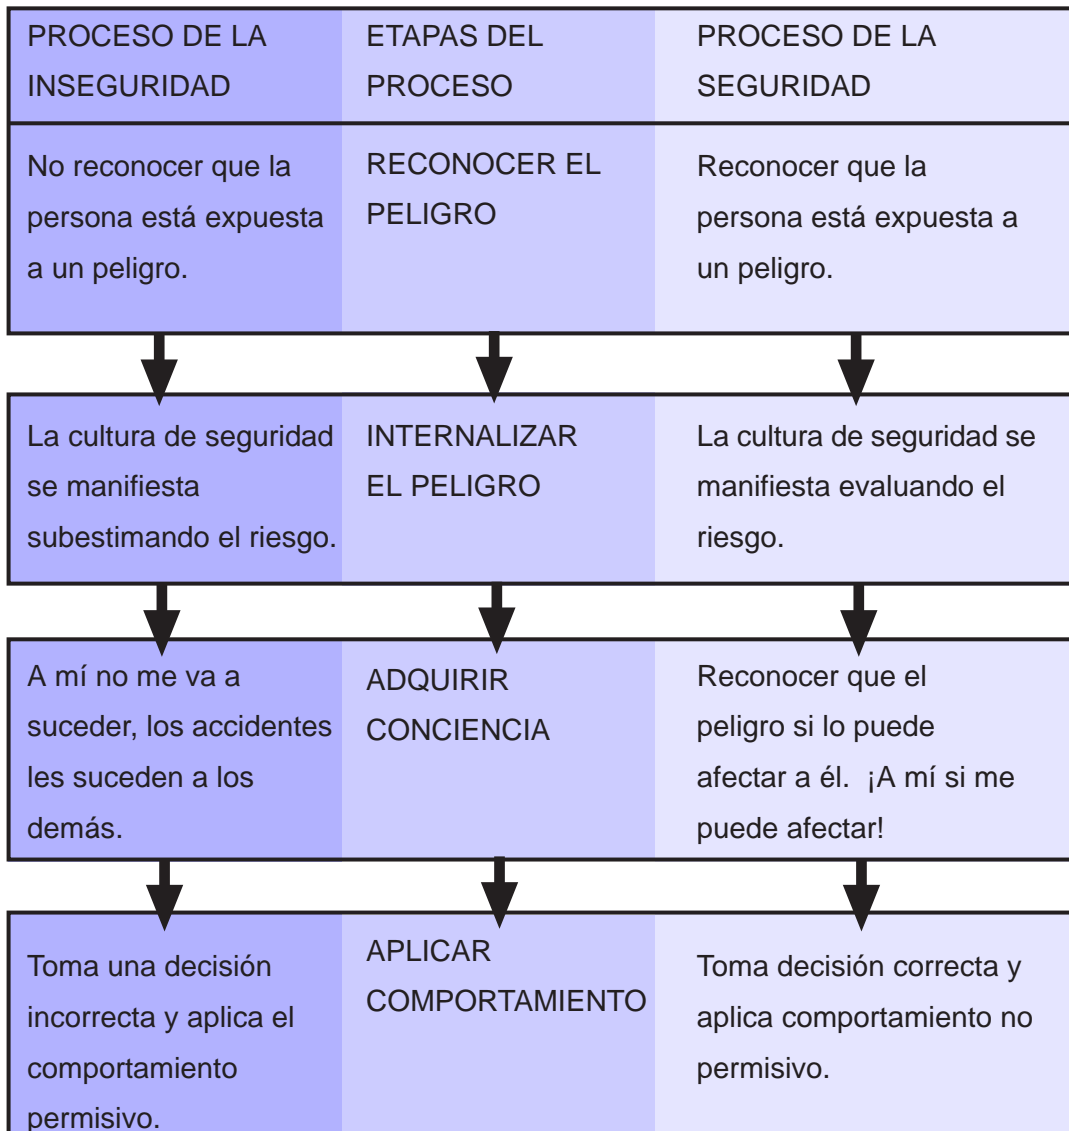 PROCESO DE LA
INSEGURIDAD
ETAPAS DEL
PROCESO
PROCESO DE LA
SEGURIDAD
No reconocer que la
persona está expuesta
a un peligro.
RECONOCER EL
PELIGRO
Reconocer que la
persona está expuesta a
un peligro.
La cultura de seguridad
se manifiesta
subestimando el riesgo.
INTERNALIZAR
EL PELIGRO
La cultura de seguridad se
manifiesta evaluando el
riesgo.
A mí no me va a
suceder, los accidentes
les suceden a los
demás.
ADQUIRIR
CONCIENCIA
Reconocer que el
peligro si lo puede
afectar a él.  ¡A mí si me
puede afectar!
Toma una decisión
incorrecta y aplica el
comportamiento
permisivo.
APLICAR
COMPORTAMIENTO
Toma decisión correcta y
aplica comportamiento no
permisivo.